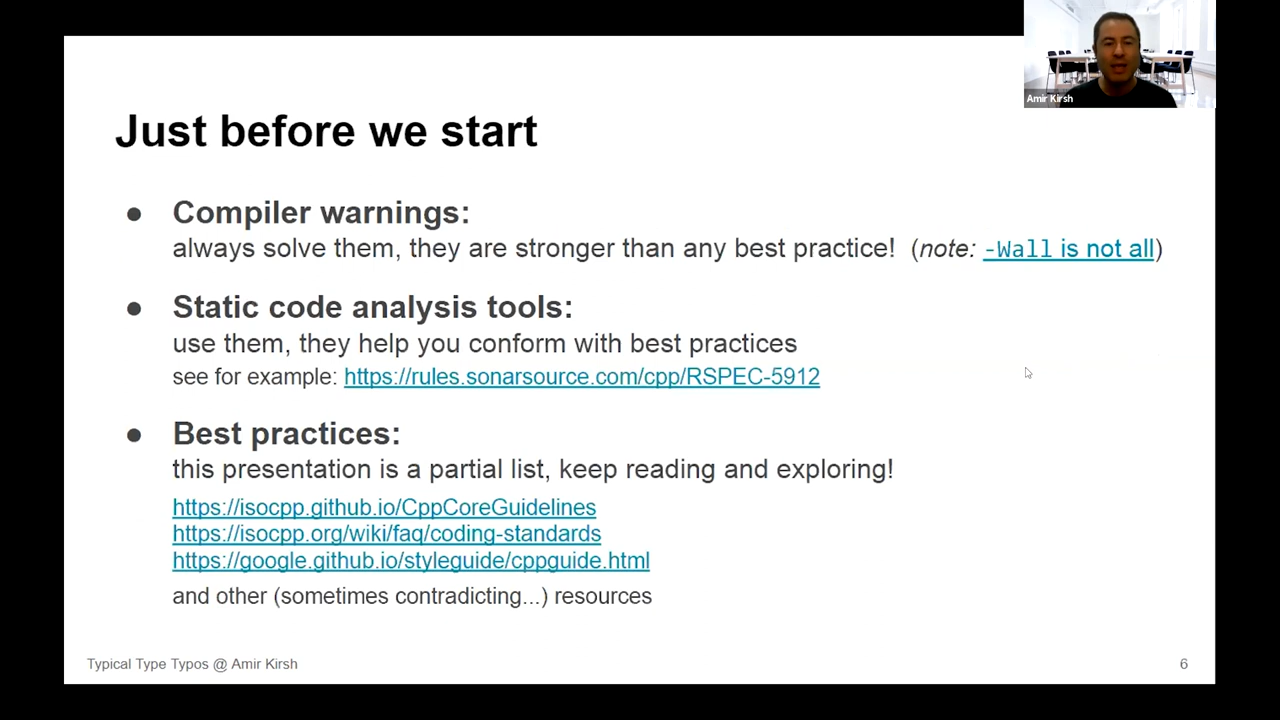 Amir Kirsh
Just before we start
● Compiler warnings:
always solve them, they are stronger than any best practice! (note: -Wall is not all)
● Static code analysis tools:
use them, they help you conform with best practices
see for example: https://rules.sonarsource.com/cpp/RSPEC-5912
● Best practices:
this presentation is a partial list, keep reading and exploring!
https://isocpp.github.io/CppCoreGuidelines
https://isocpp.org/wiki/faq/coding-standards
https://google.github.io/styleguide/cppguide.html
and other (sometimes contradicting...) resources
Typical Type Typos @ Amir Kirsh
6